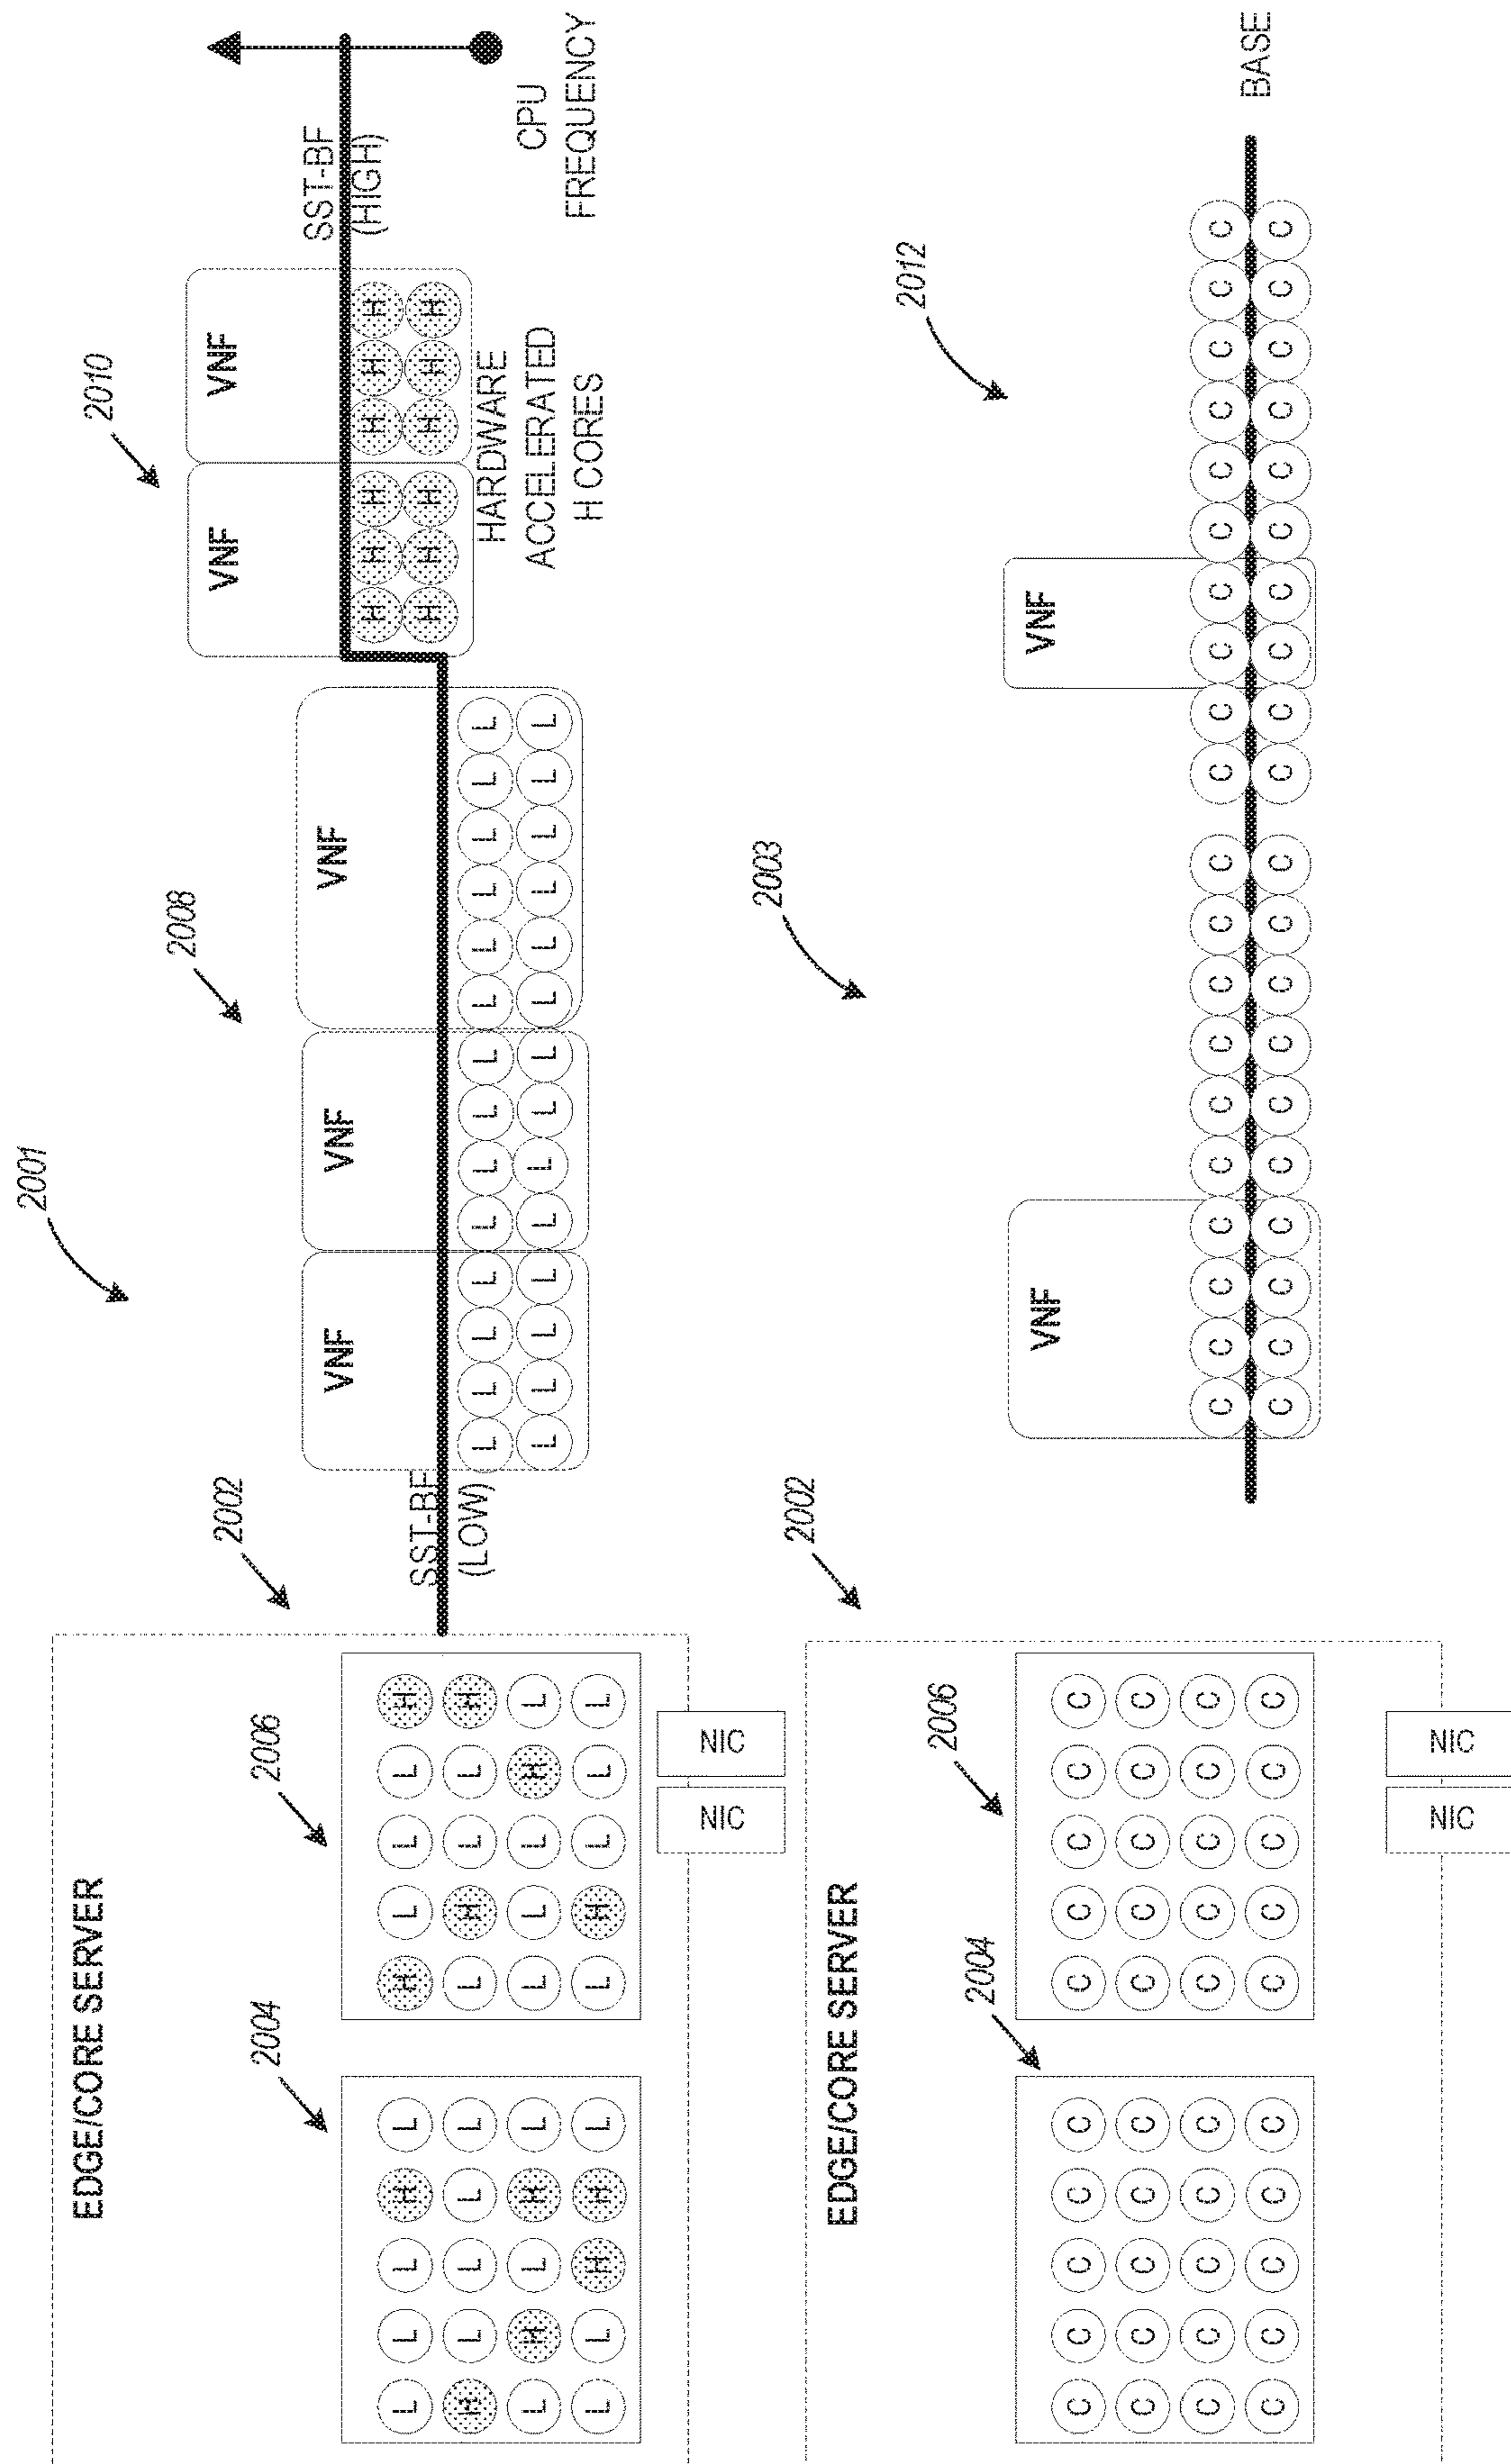 2001
EDGE/CORE SERVER
2004
2006
2002
2008
2010
VNF
VNF
VNF
VNF
VNF
SST-BF
(LOW)
SST-BF
(HIGH)
CPU
FREQUENCY
L L L H L
H L L L L
L H L H L
L L H H L
H L L L H
L H L L H
L L L H L
L H L L L
L L L L L L L L L L L L L L
L L L L L L L L L L L L L L
H H H H H H
H H H H H H
HARDWARE
ACCELERATED
H CORES
NIC
NIC
2003
EDGE/CORE SERVER
2004
2006
2002
2012
VNF
VNF
C C C C C
C C C C C
C C C C C
C C C C C
C C C C C
C C C C C
C C C C C
C C C C C
C C C C C C C C C C C C C C C C C C C C
C C C C C C C C C C C C C C C C C C C C
BASE
NIC
NIC